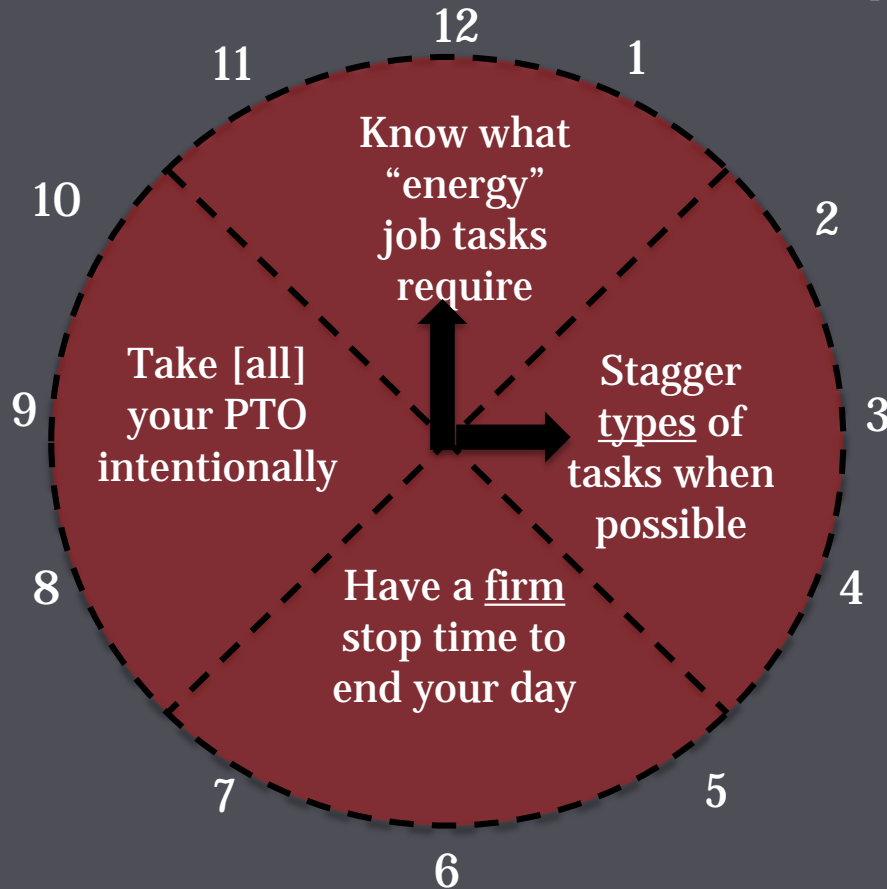 12
11
1
Know what
“energy”
job tasks
require
10
2
Take [all]
your PTO
intentionally
Stagger
types of
tasks when
possible
9
3
Have a firm
stop time to
end your day
8
4
7
5
6